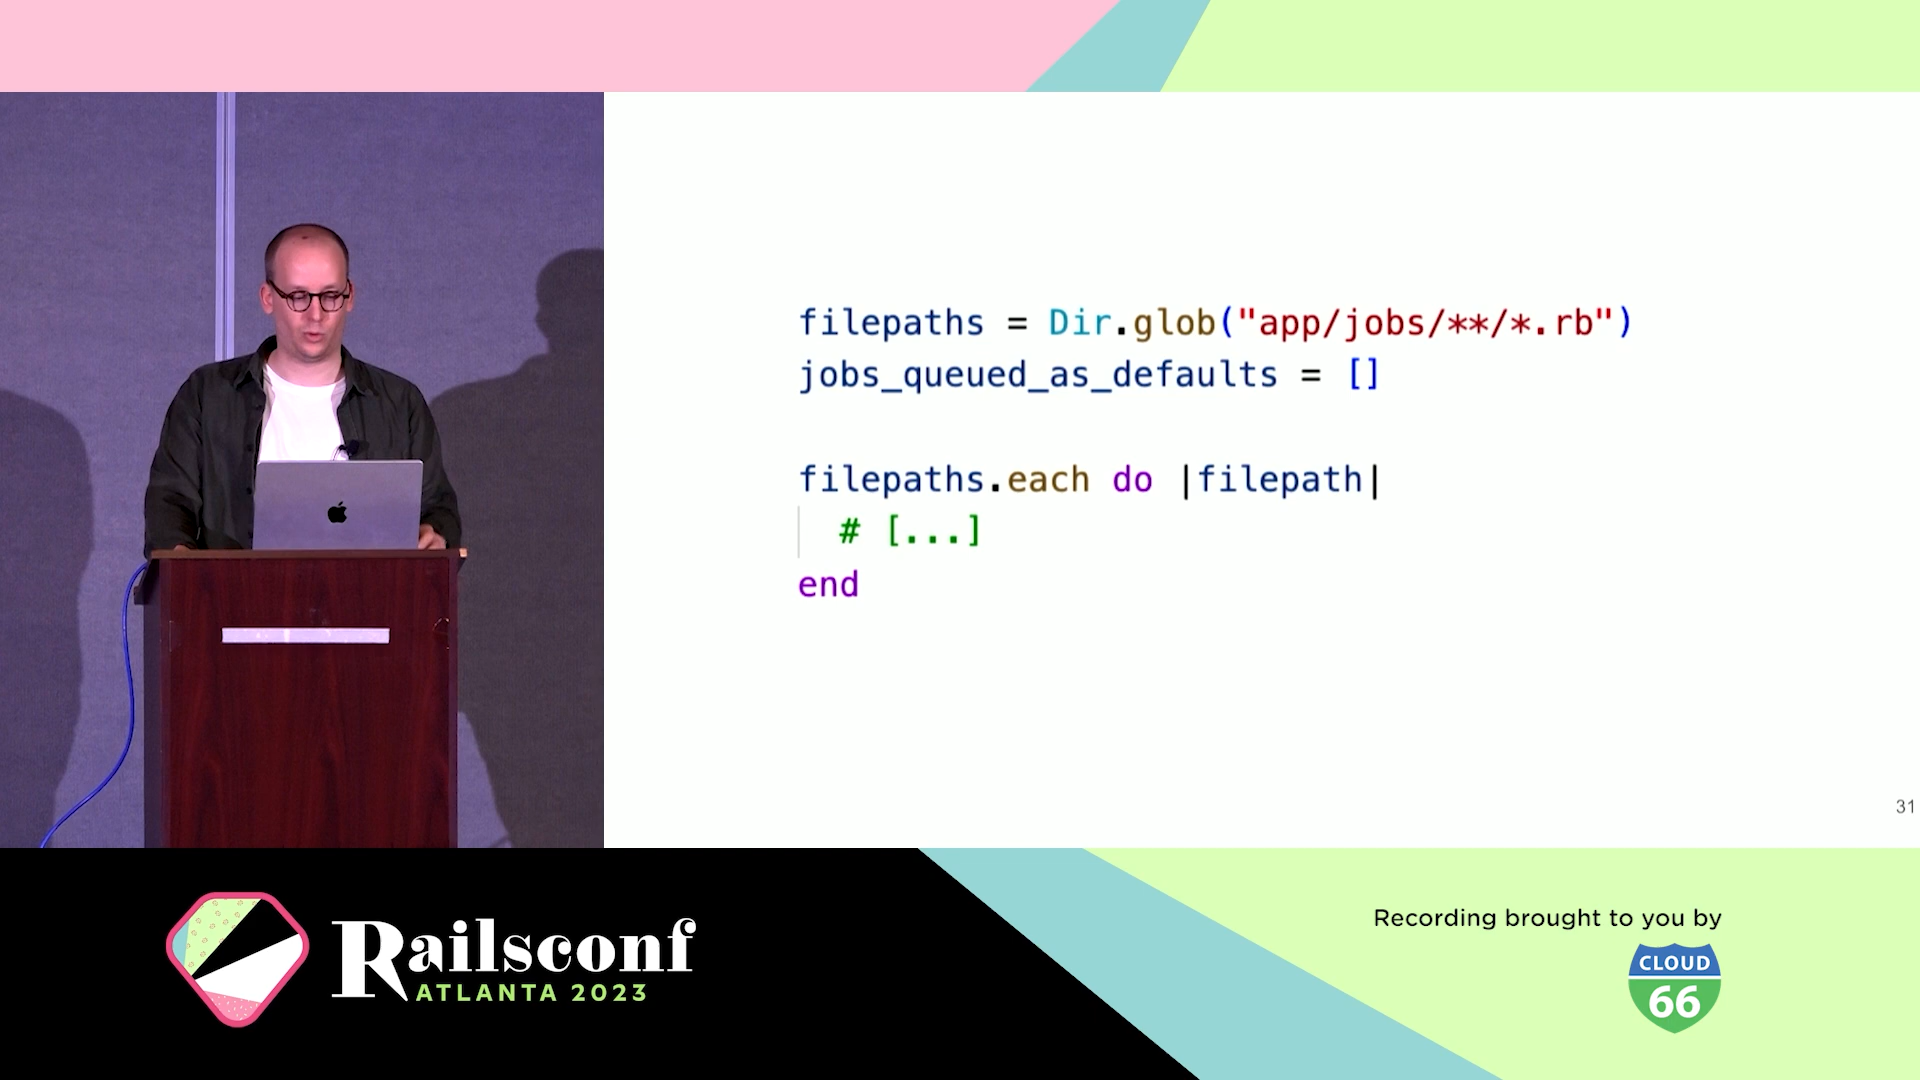 filepaths = Dir.glob("app/jobs/**/*.rb")
jobs_queued_as_defaults = []
filepaths.each do |filepath|
# [...]
end
31
Railsconf
ATLANTA 2023
Recording brought to you by
CLOUD
66